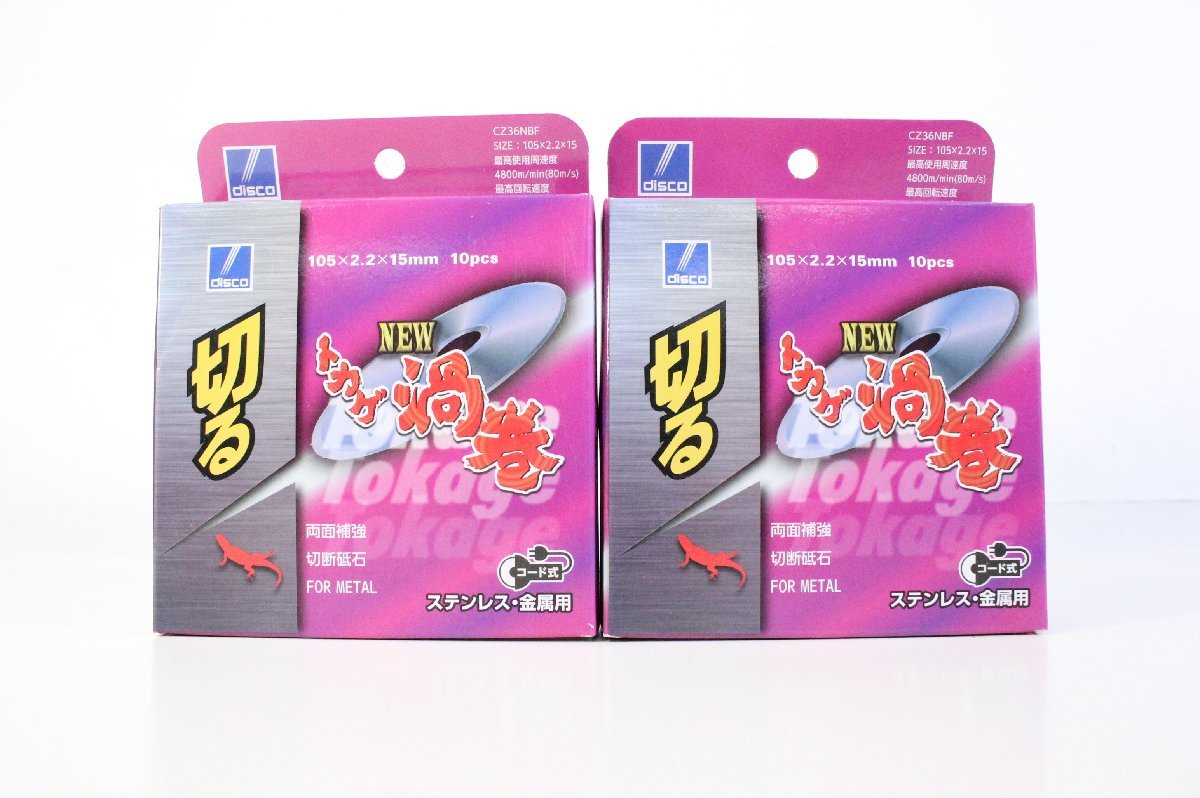 disco
CZ36NBF
SIZE：105×2.2×15
最高使用周速度
4800m/min(80m/s)
最高回転速度
disco
105×2.2×15mm 10pcs
切る
NEW
トカゲ渦巻
Tokage
Tokage
Tokage
両面補強
切断砥石
FOR METAL
コード式
ステンレス・金属用
disco
CZ36NBF
SIZE：105×2.2×15
最高使用周速度
4800m/min(80m/s)
最高回転速度
disco
105×2.2×15mm 10pcs
切る
NEW
トカゲ渦巻
Tokage
Tokage
Tokage
両面補強
切断砥石
FOR METAL
コード式
ステンレス・金属用